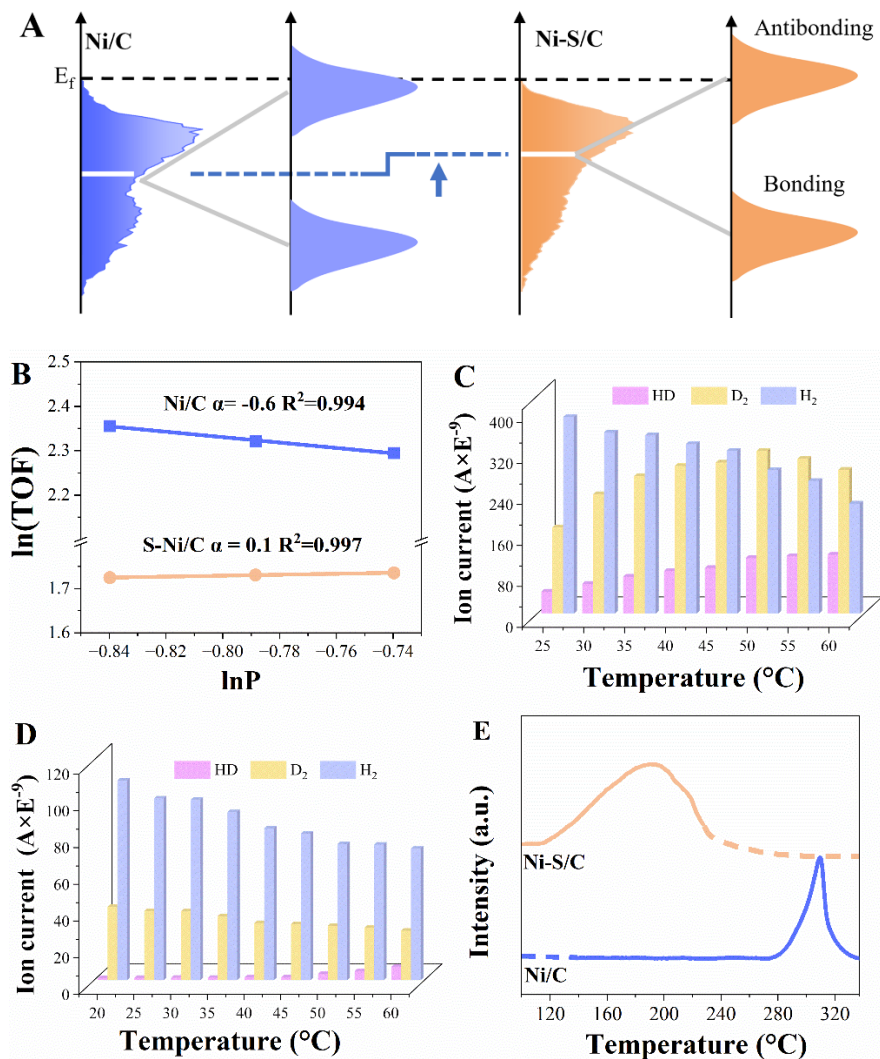 A
Ni/C
Ni-S/C
Antibonding
E_f
Bonding
B
ln(TOF)
2.5
2.4
2.3
2.2
1.7
1.6
Ni/C α= -0.6 R²=0.994
S-Ni/C α = 0.1 R²=0.997
−0.84 −0.82 −0.80 −0.78 −0.76 −0.74
lnP
C
HD D₂ H₂
Ion current (A×E⁻⁹)
400
320
240
160
80
0
25 30 35 40 45 50 55 60
Temperature (°C)
D
HD D₂ H₂
Ion current (A×E⁻⁹)
120
100
80
60
40
20
0
20 25 30 35 40 45 50 55 60
Temperature (°C)
E
Intensity (a.u.)
Ni-S/C
Ni/C
120 160 200 240 280 320
Temperature (°C)